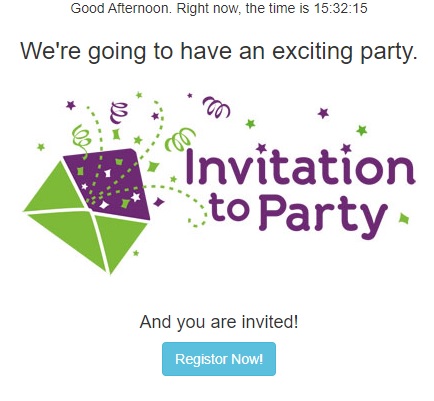 Good Afternoon. Right now, the time is 15:32:15
We're going to have an exciting party.
Invitation
to Party
And you are invited!
Registor Now!